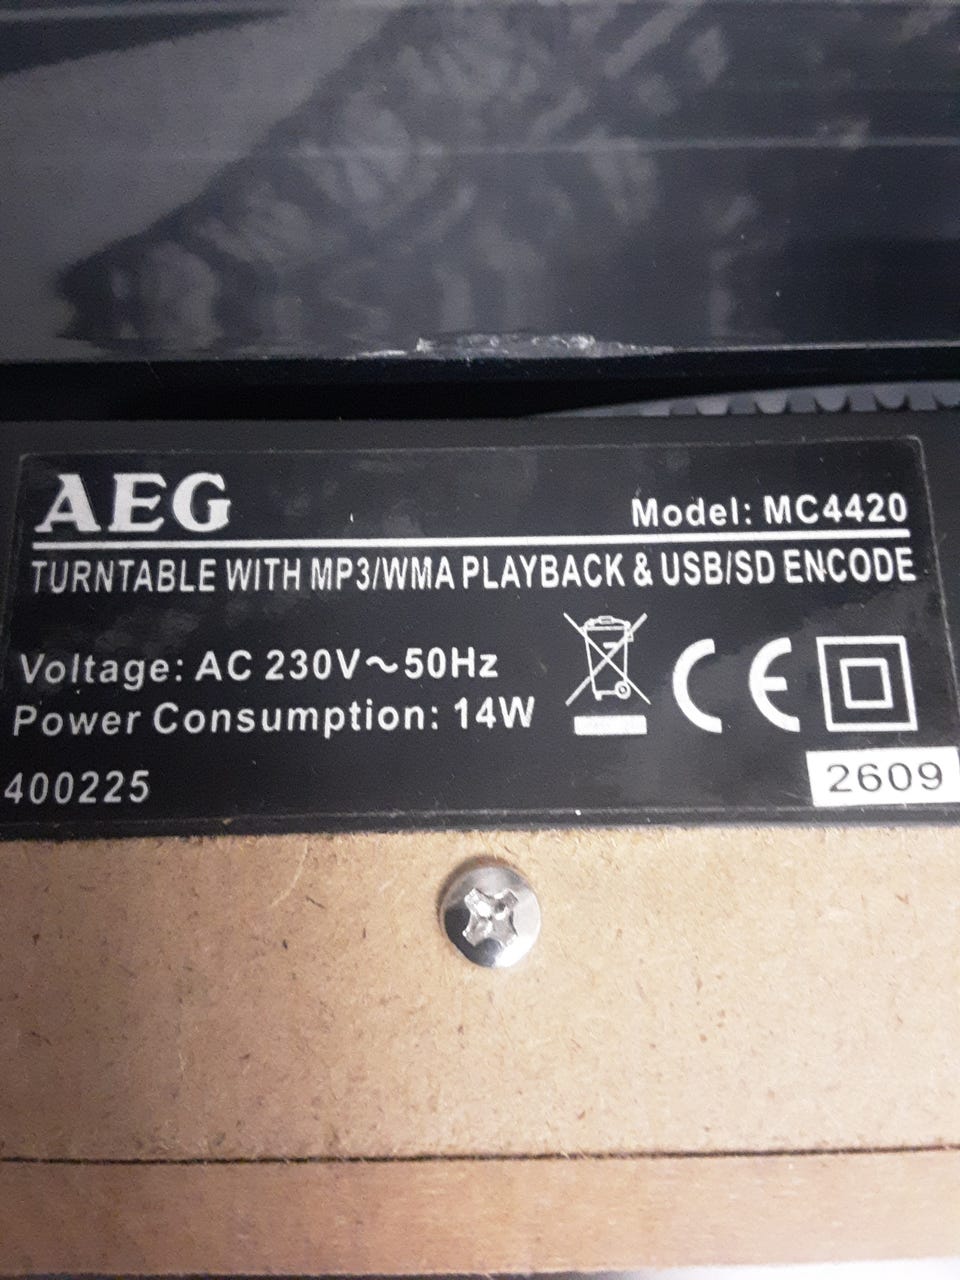 AEG
Model: MC4420
TURNTABLE WITH MP3/WMA PLAYBACK & USB/SD ENCODE
Voltage: AC 230V~50Hz
Power Consumption: 14W
CE
400225
2609